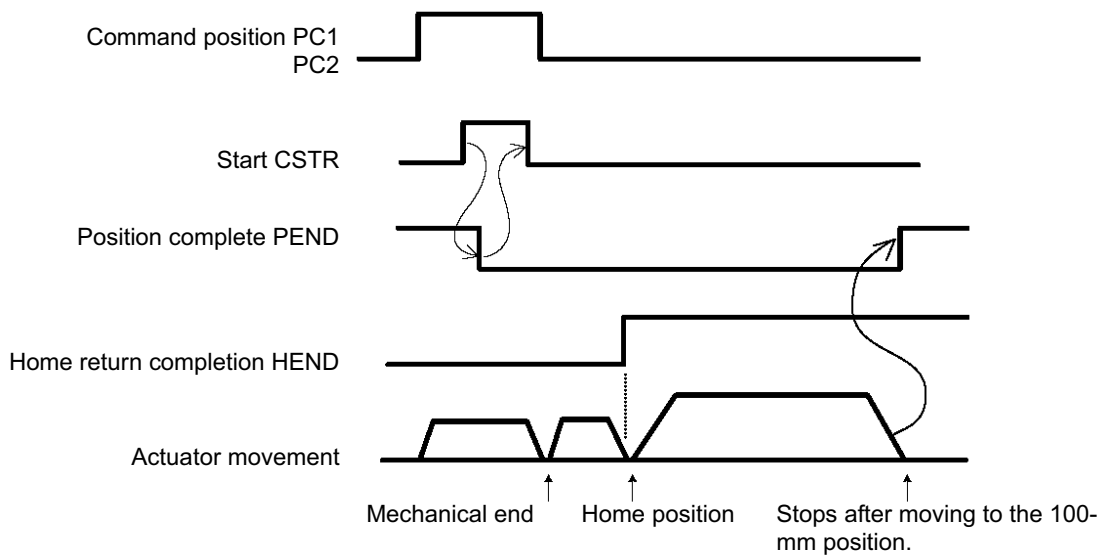 Command position PC1
PC2
Start CSTR
Position complete PEND
Home return completion HEND
Actuator movement
Mechanical end
Home position
Stops after moving to the 100-
mm position.